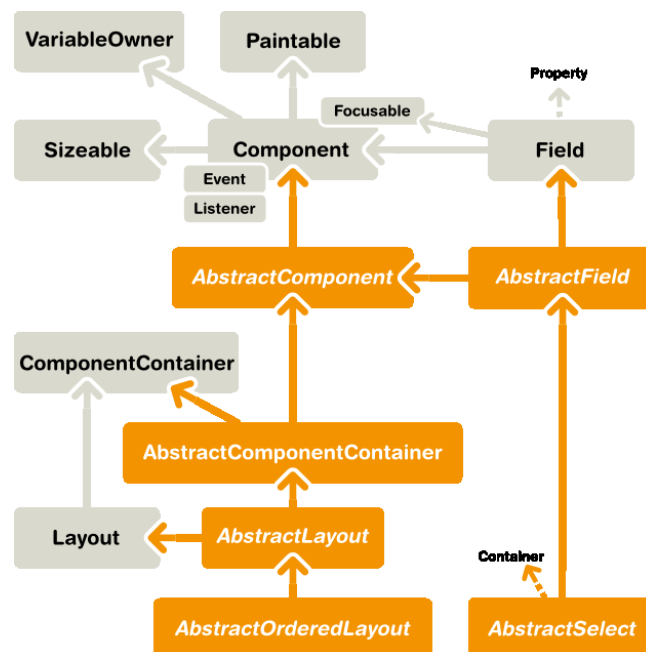 VariableOwner
Paintable
Property
Focusable
Sizeable
Component
Field
Event
Listener
AbstractComponent
AbstractField
ComponentContainer
AbstractComponentContainer
Layout
AbstractLayout
Container
AbstractOrderedLayout
AbstractSelect